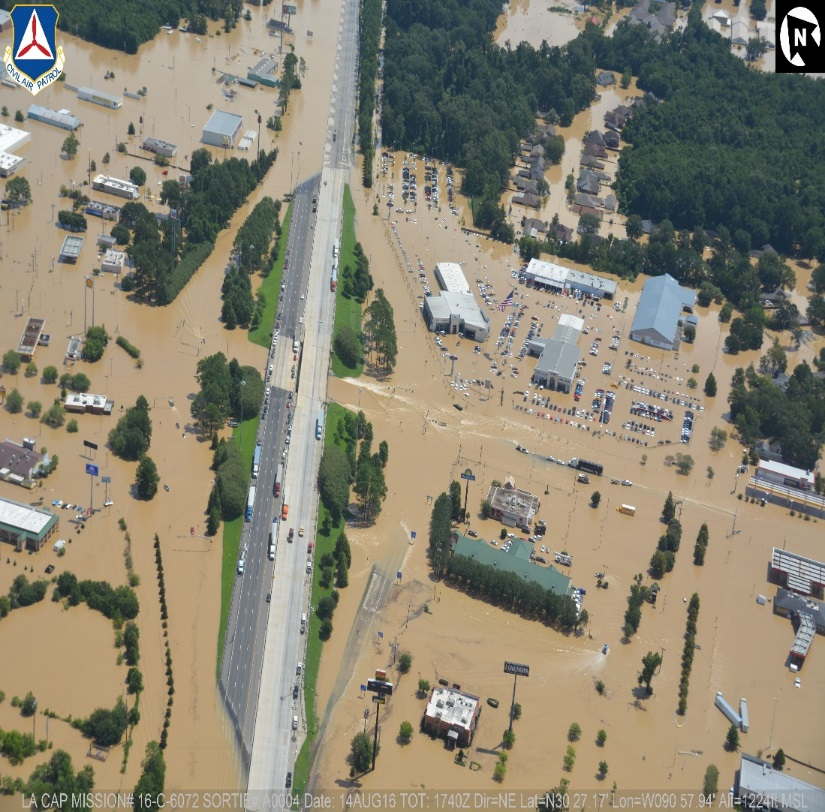 CIVIL AIR PATROL
N
LA CAP MISSION# 16-C-6072 SORTIE# A0004 Date: 14AUG16 TOT: 1740Z Dir=NE Lat=N30 27.17' Lon=W090 57.94' Alt=1224ft MSL